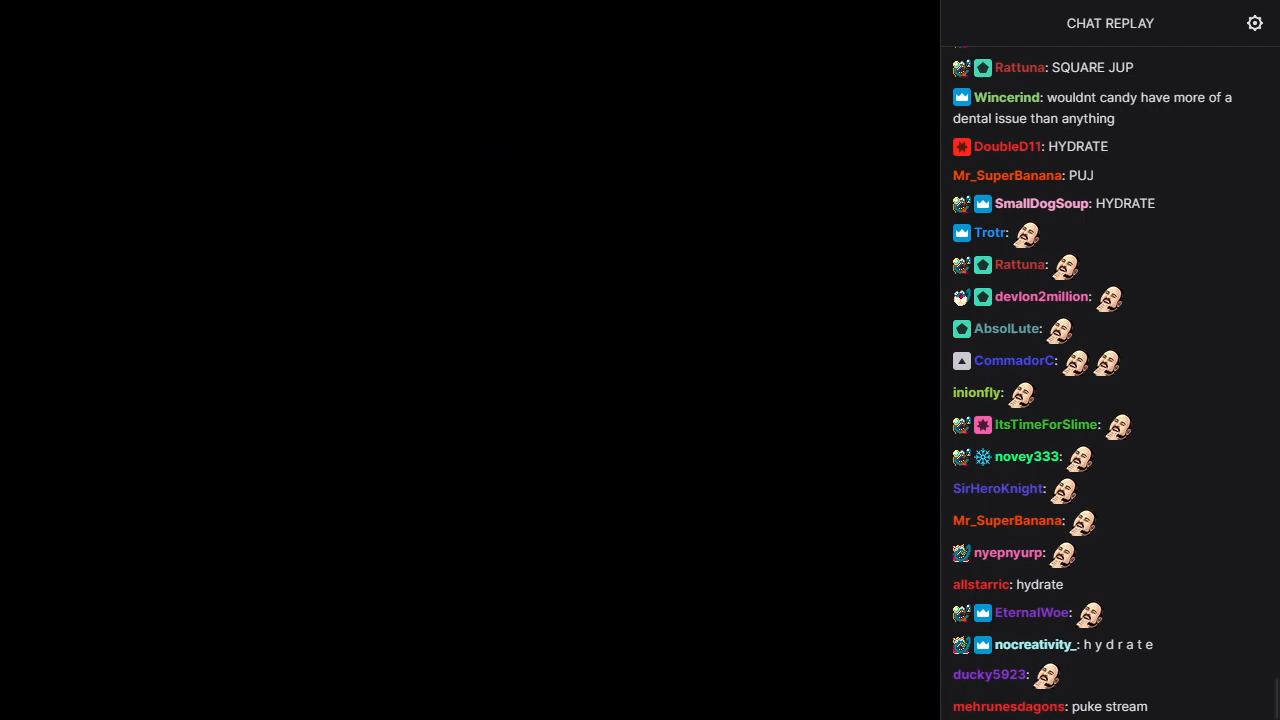 CHAT REPLAY
Rattuna: SQUARE JUP
Wincerind: wouldnt candy have more of a
dental issue than anything
DoubleD11: HYDRATE
Mr_SuperBanana: PUJ
SmallDogSoup: HYDRATE
Trotr:
Rattuna:
devlon2million:
AbsolLute:
CommadorC:
inionfly:
ItsTimeForSlime:
novey333:
SirHeroKnight:
Mr_SuperBanana:
nyepnyurp:
allstarric: hydrate
EternalWoe:
nocreativity_: h y d r a t e
ducky5923:
mehrunesdagons: puke stream